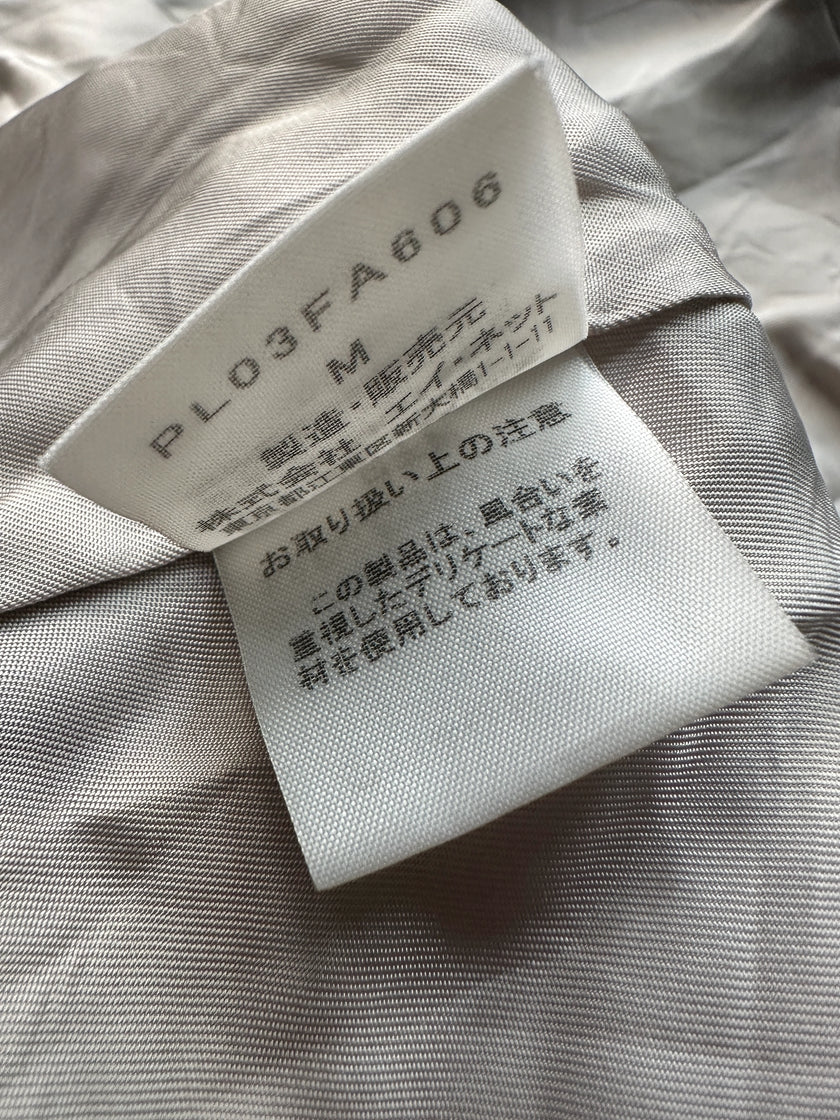 PL03FA606
M
製造・販売元
株式会社 エイ・ネット
東京都江東区新大橋1-1-11
お取り扱い上の注意
この製品は、風合いを
重視したデリケートな素
材を使用しております。